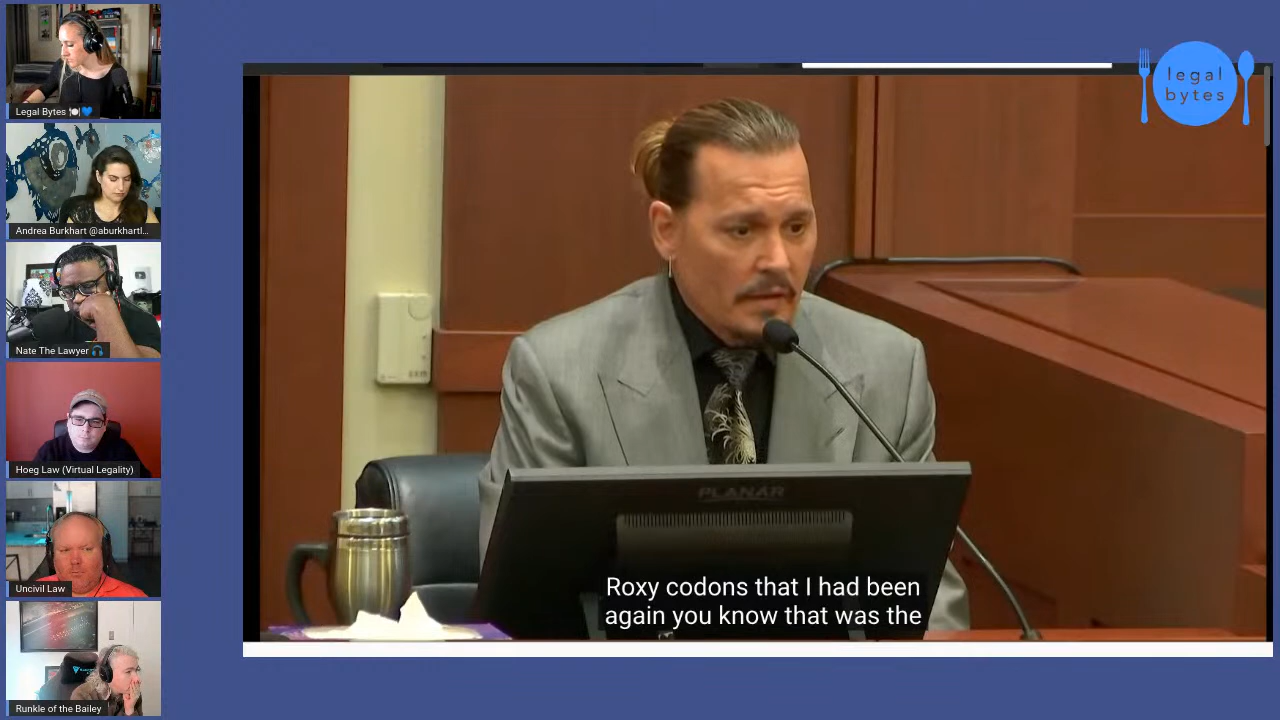 Legal Bytes 🍽️💙
Andrea Burkhart @aburkhartl...
Nate The Lawyer 🎧
Hoeg Law (Virtual Legality)
Uncivil Law
Runkle of the Bailey
legal
bytes
PLANAR
Roxy codons that I had been
again you know that was the